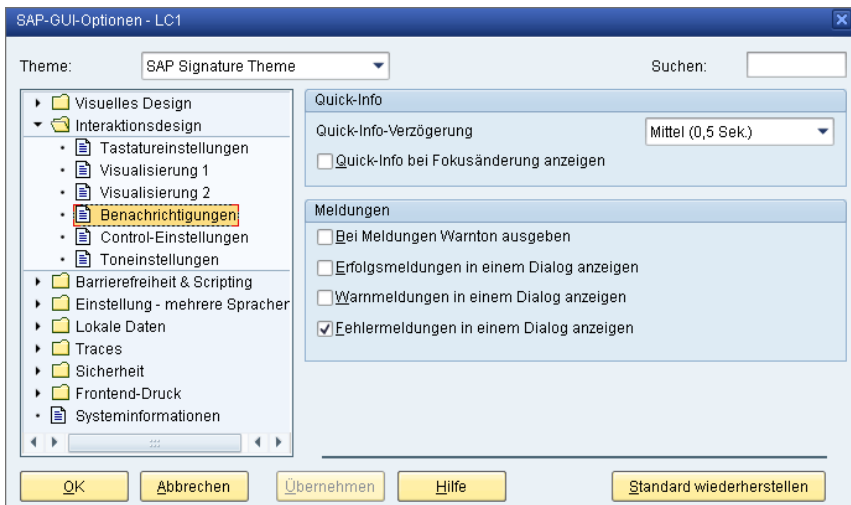 SAP-GUI-Optionen - LC1
Theme:
SAP Signature Theme
Suchen:
Visuelles Design
Interaktionsdesign
Tastatureinstellungen
Visualisierung 1
Visualisierung 2
Benachrichtigungen
Control-Einstellungen
Toneinstellungen
Barrierefreiheit & Scripting
Einstellung - mehrere Spracher
Lokale Daten
Traces
Sicherheit
Frontend-Druck
Systeminformationen
Quick-Info
Quick-Info-Verzögerung
Mittel (0,5 Sek.)
Quick-Info bei Fokusänderung anzeigen
Meldungen
Bei Meldungen Warnton ausgeben
Erfolgsmeldungen in einem Dialog anzeigen
Warnmeldungen in einem Dialog anzeigen
Fehlermeldungen in einem Dialog anzeigen
OK
Abbrechen
Übernehmen
Hilfe
Standard wiederherstellen